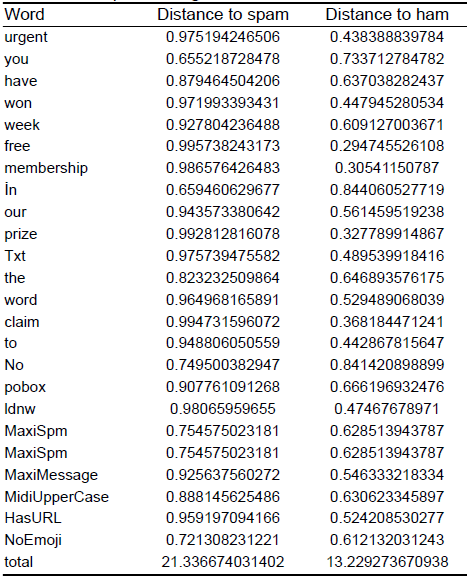 Word Distance to spam Distance to ham
urgent 0.975194246506 0.438388839784
you 0.655218728478 0.733712784782
have 0.879464504206 0.637038282437
won 0.971993393431 0.447945280534
week 0.927804236488 0.609127003671
free 0.995738243173 0.294745526108
membership 0.986576426483 0.30541150787
İn 0.659460629677 0.844060527719
our 0.943573380642 0.561459519238
prize 0.992812816078 0.327789914867
Txt 0.975739475582 0.489539918416
the 0.823232509864 0.646893576175
word 0.964968165891 0.529489068039
claim 0.994731596072 0.368184471241
to 0.948806050559 0.442867815647
No 0.749500382947 0.841420898899
pobox 0.907761091268 0.666196932476
ldnw 0.98065959655 0.47467678971
MaxiSpm 0.754575023181 0.628513943787
MaxiSpm 0.754575023181 0.628513943787
MaxiMessage 0.925637560272 0.546333218334
MidiUpperCase 0.888145625486 0.630623345897
HasURL 0.959197094166 0.524208530277
NoEmoji 0.721308231221 0.612132031243
total 21.336674031402 13.229273670938